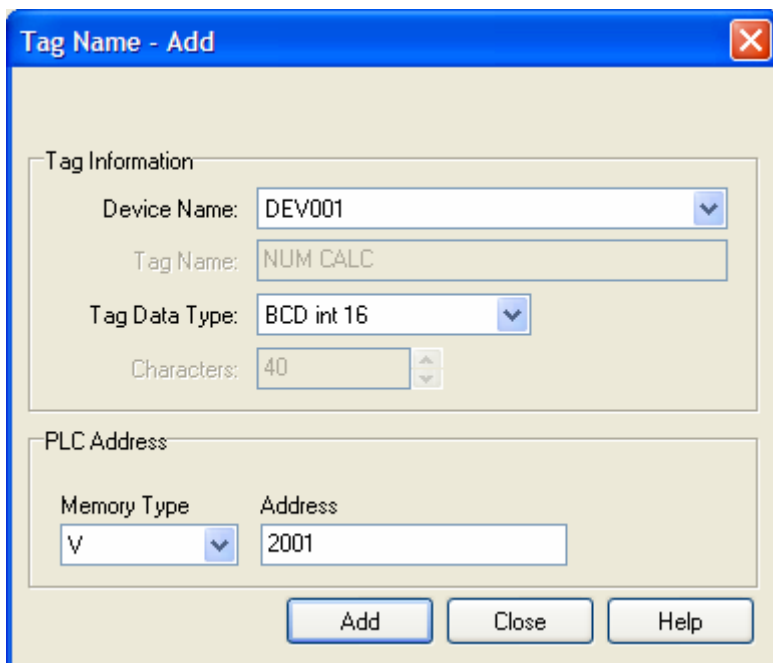 Tag Name - Add
Tag Information
Device Name: DEV001
Tag Name: NUM CALC
Tag Data Type: BCD int 16
Characters: 40
PLC Address
Memory Type Address
V 2001
Add Close Help